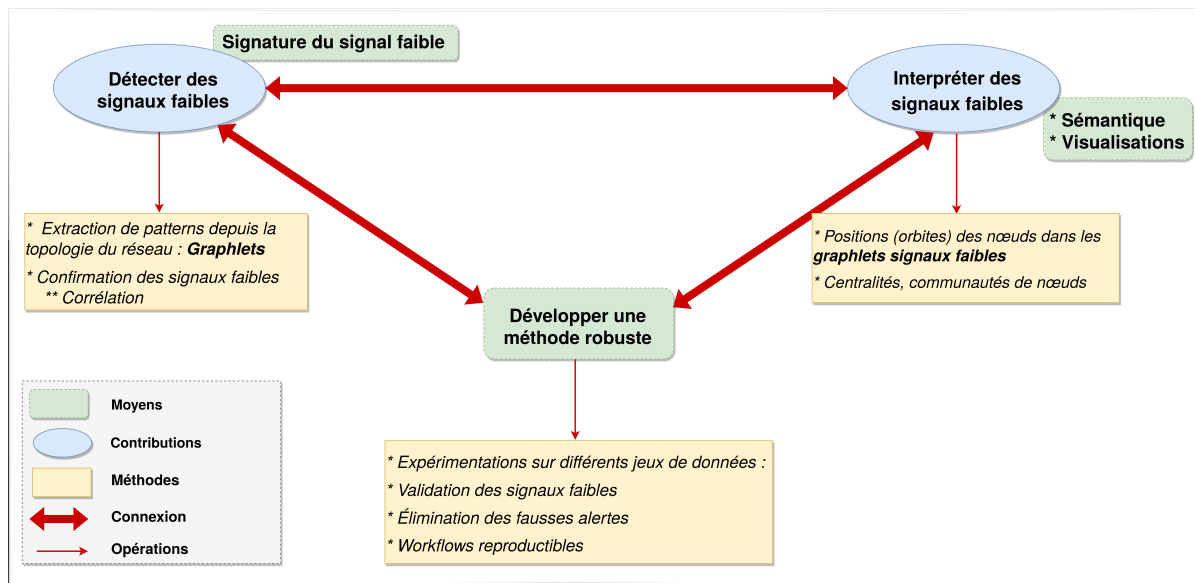 Signature du signal faible
Détecter des
signaux faibles
Interpréter des
signaux faibles
* Sémantique
* Visualisations
* Extraction de patterns depuis la
topologie du réseau : Graphlets
* Confirmation des signaux faibles
** Corrélation
* Positions (orbites) des nœuds dans les
graphlets signaux faibles
* Centralités, communautés de nœuds
Développer une
méthode robuste
* Expérimentations sur différents jeux de données :
* Validation des signaux faibles
* Élimination des fausses alertes
* Workflows reproductibles
Moyens
Contributions
Méthodes
Connexion
Opérations